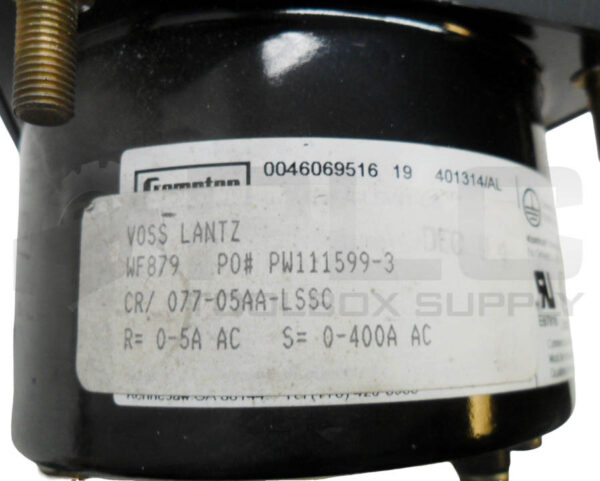 Crompton 0046069516 19 401314/AL
VOSS LANTZ
WF879 PO# PW111599-3
CR/ 077-05AA-LSSC
R= 0-5A AC S= 0-400A AC